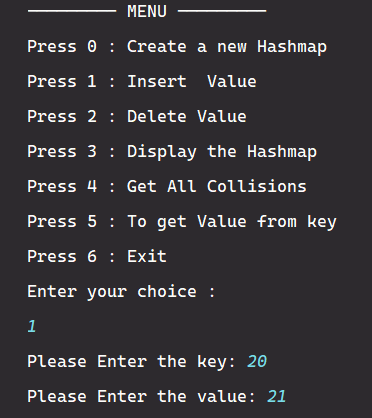 ────────── MENU ──────────
Press 0 : Create a new Hashmap
Press 1 : Insert  Value
Press 2 : Delete Value
Press 3 : Display the Hashmap
Press 4 : Get All Collisions
Press 5 : To get Value from key
Press 6 : Exit
Enter your choice :
1
Please Enter the key: 20
Please Enter the value: 21